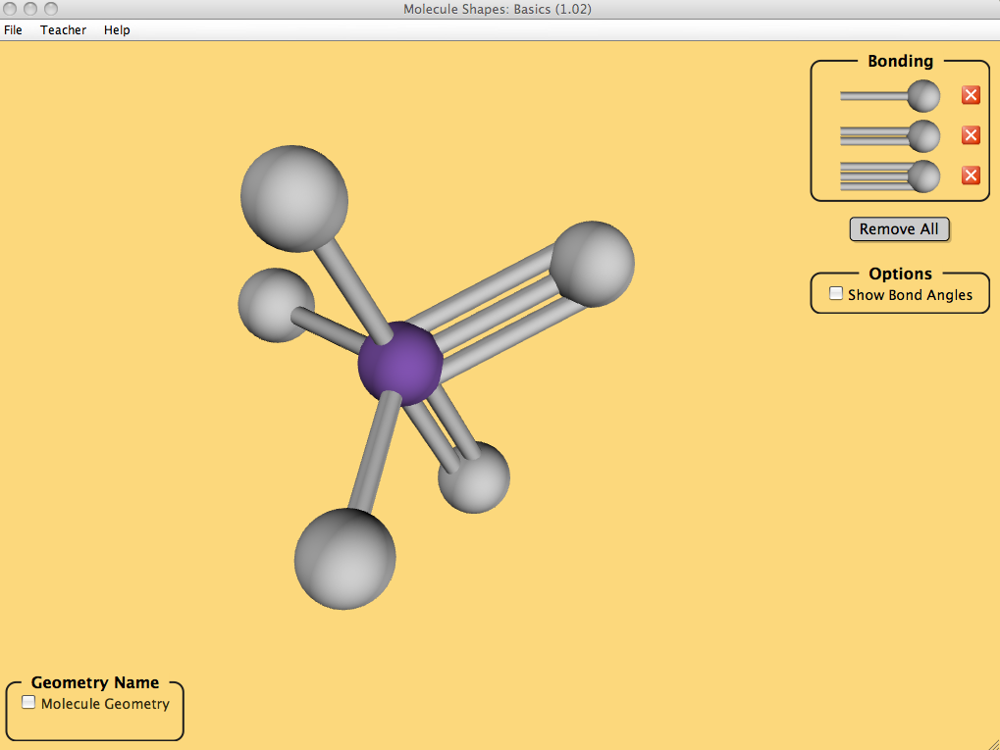 Molecule Shapes: Basics (1.02)
File Teacher Help
Bonding
Remove All
Options
Show Bond Angles
Geometry Name
Molecule Geometry